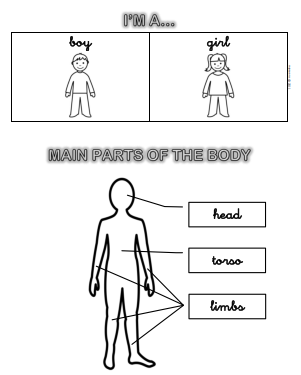 I'M A...
boy girl
MAIN PARTS OF THE BODY
head
torso
limbs